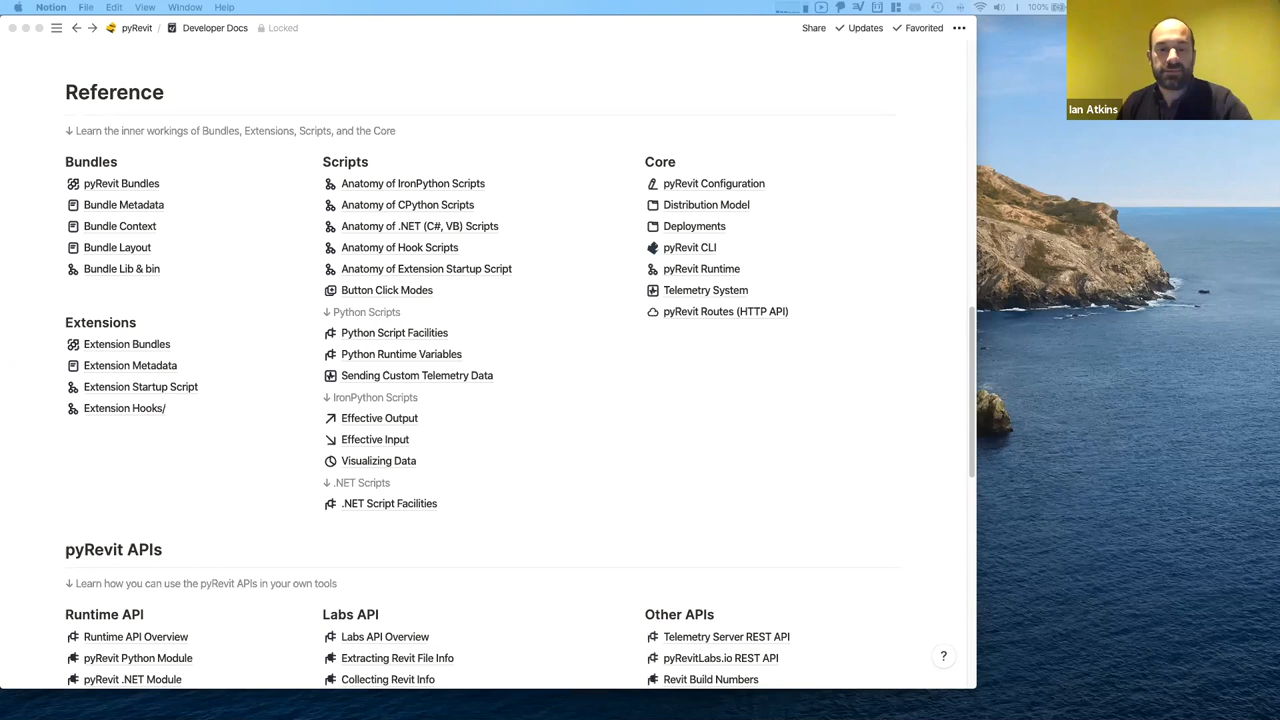 Notion File Edit View Window Help 100%
pyRevit / Developer Docs Locked Share Updates Favorited •••
Reference
↓ Learn the inner workings of Bundles, Extensions, Scripts, and the Core
Bundles
pyRevit Bundles
Bundle Metadata
Bundle Context
Bundle Layout
Bundle Lib & bin
Extensions
Extension Bundles
Extension Metadata
Extension Startup Script
Extension Hooks/
Scripts
Anatomy of IronPython Scripts
Anatomy of CPython Scripts
Anatomy of .NET (C#, VB) Scripts
Anatomy of Hook Scripts
Anatomy of Extension Startup Script
Button Click Modes
↓ Python Scripts
Python Script Facilities
Python Runtime Variables
Sending Custom Telemetry Data
↓ IronPython Scripts
Effective Output
Effective Input
Visualizing Data
↓ .NET Scripts
.NET Script Facilities
Core
pyRevit Configuration
Distribution Model
Deployments
pyRevit CLI
pyRevit Runtime
Telemetry System
pyRevit Routes (HTTP API)
pyRevit APIs
↓ Learn how you can use the pyRevit APIs in your own tools
Runtime API
Runtime API Overview
pyRevit Python Module
pyRevit .NET Module
Labs API
Labs API Overview
Extracting Revit File Info
Collecting Revit Info
Other APIs
Telemetry Server REST API
pyRevitLabs.io REST API
Revit Build Numbers
?
Ian Atkins